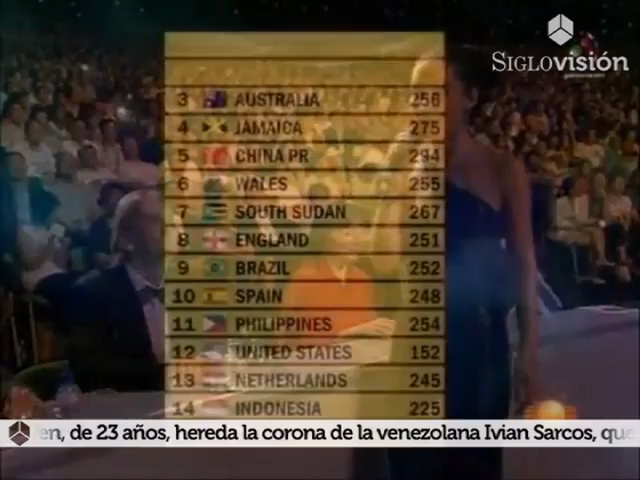 SIGLOvisión
3 AUSTRALIA 256
4 JAMAICA 275
5 CHINA PR 294
6 WALES 255
7 SOUTH SUDAN 267
8 ENGLAND 251
9 BRAZIL 252
10 SPAIN 248
11 PHILIPPINES 254
12 UNITED STATES 152
13 NETHERLANDS 245
14 INDONESIA 225
en, de 23 años, hereda la corona de la venezolana Ivian Sarcos, que